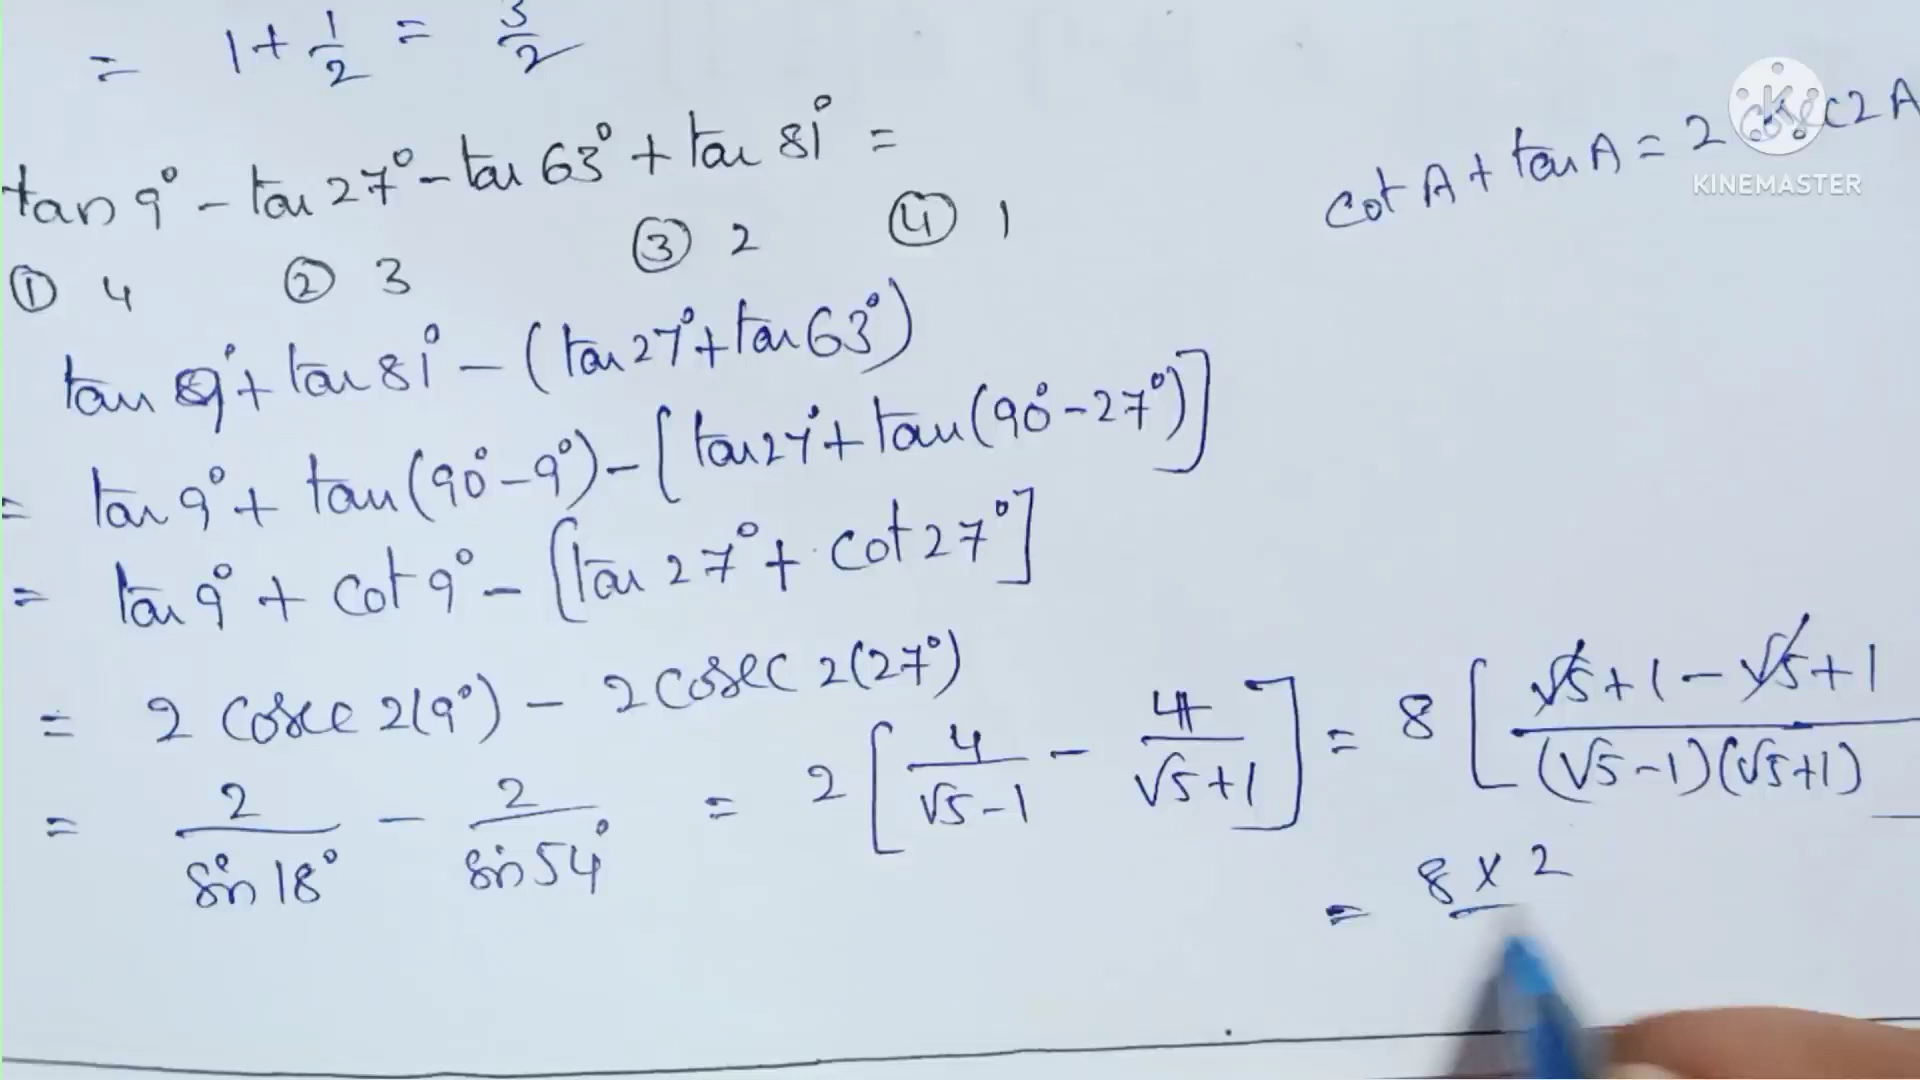 = 1 + 1/2 = 3/2
tan 9° - tan 27° - tan 63° + tan 81° =
cot A + tan A = 2 cosec 2A
KINEMASTER
① 4 ② 3 ③ 2 ④ 1
tan 9° + tan 81° - (tan 27° + tan 63°)
= tan 9° + tan (90° - 9°) - [tan 27° + tan (90° - 27°)]
= tan 9° + cot 9° - [tan 27° + cot 27°]
= 2 cosec 2(9°) - 2 cosec 2(27°)
= 2/sin 18° - 2/sin 54° = 2 [4/√5-1 - 4/√5+1] = 8 [√5+1-√5+1/(√5-1)(√5+1)
= 8 × 2